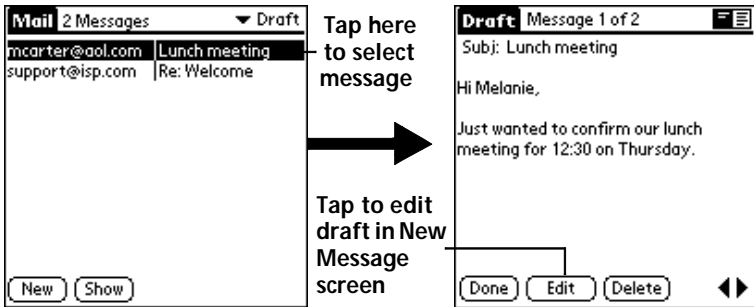 Mail 2 Messages Draft
mcarter@aol.com Lunch meeting
support@isp.com Re: Welcome
New Show
Tap here
to select
message
Tap to edit
draft in New
Message
screen
Draft Message 1 of 2
Subj: Lunch meeting
Hi Melanie,
Just wanted to confirm our lunch
meeting for 12:30 on Thursday.
Done Edit Delete